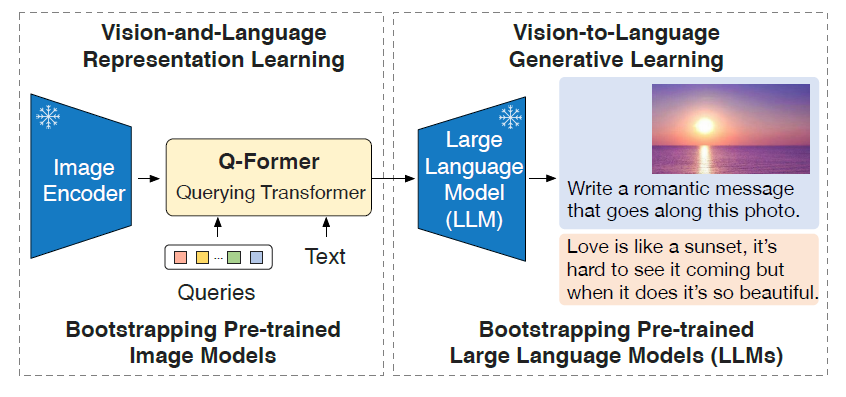 Vision-and-Language
Representation Learning
Image
Encoder
Q-Former
Querying Transformer
...
Queries
Text
Bootstrapping Pre-trained
Image Models
Vision-to-Language
Generative Learning
Large
Language
Model
(LLM)
Write a romantic message
that goes along this photo.
Love is like a sunset, it's
hard to see it coming but
when it does it's so beautiful.
Bootstrapping Pre-trained
Large Language Models (LLMs)